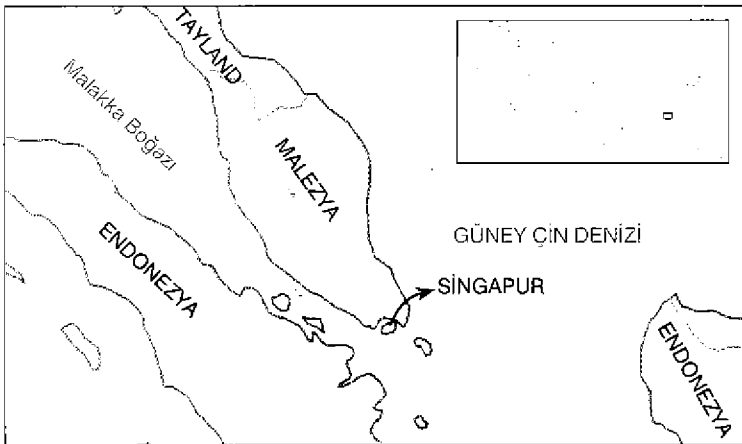 TAYLAND
Malakka Boğazı
MALEZYA
ENDONEZYA
GÜNEY ÇİN DENİZİ
SİNGAPUR
ENDONEZYA